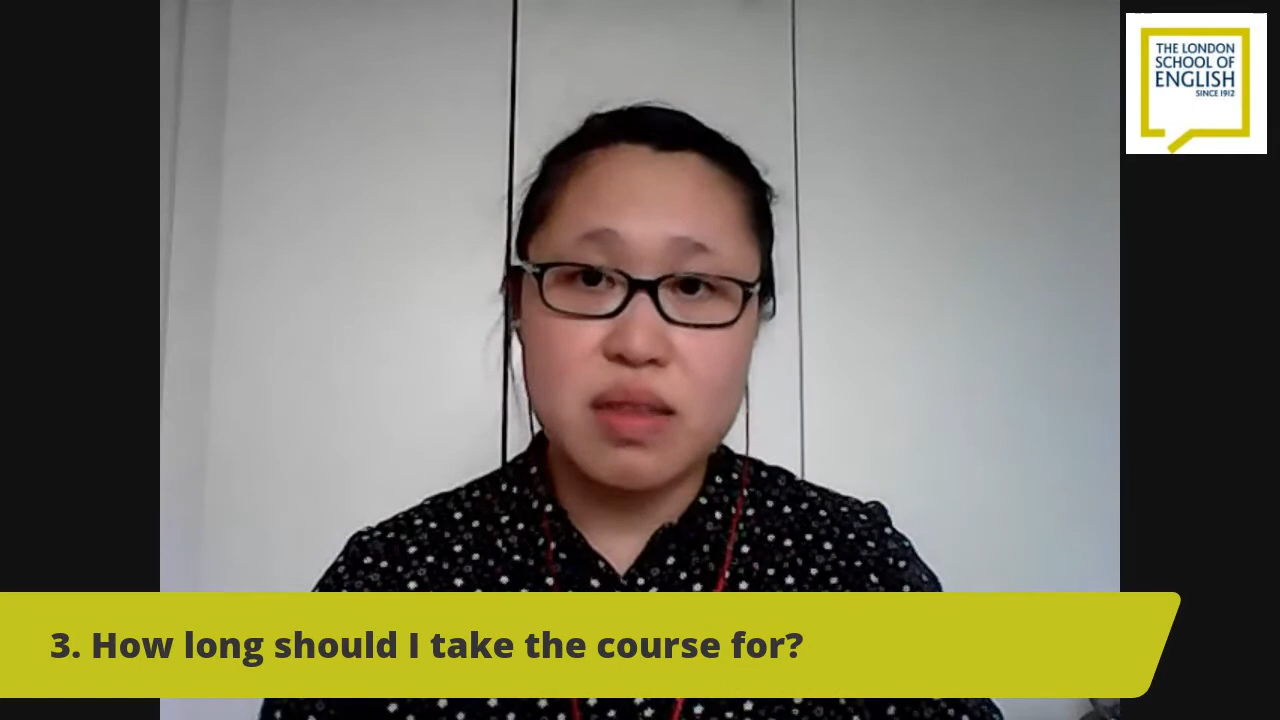 THE LONDON
SCHOOL OF
ENGLISH
SINCE 1912
3. How long should I take the course for?